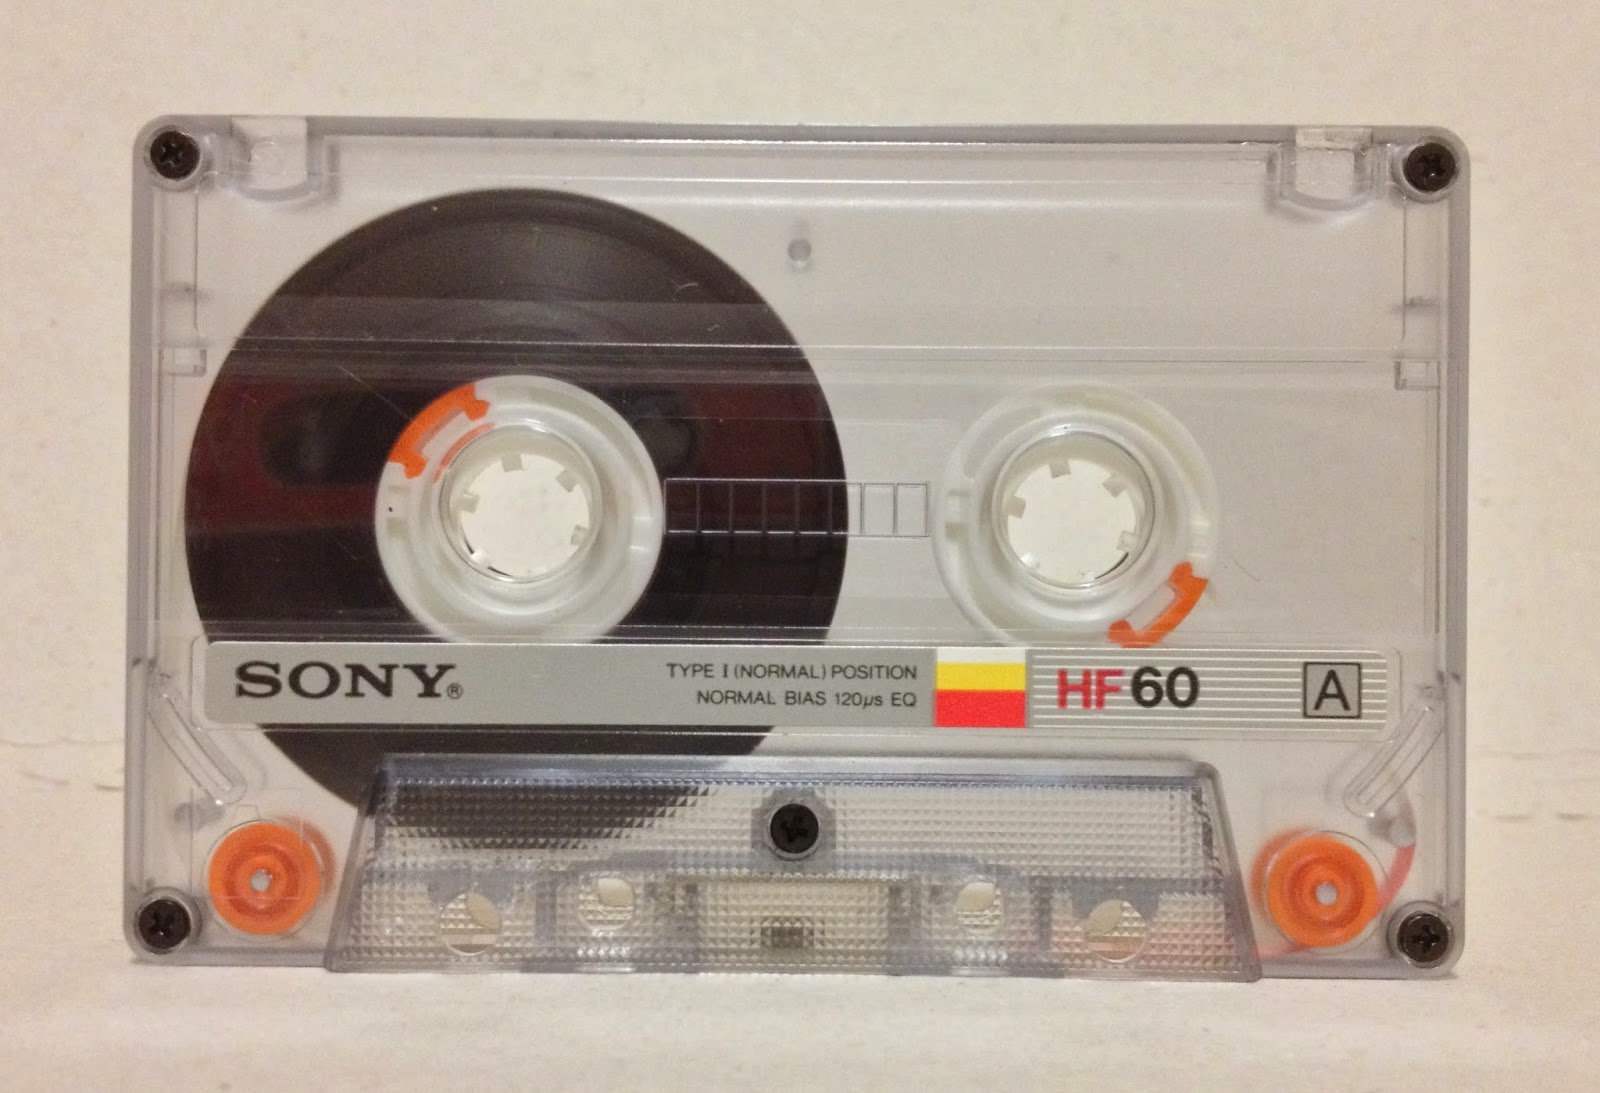 SONY®
TYPE I (NORMAL) POSITION
NORMAL BIAS 120µs EQ
HF 60
A